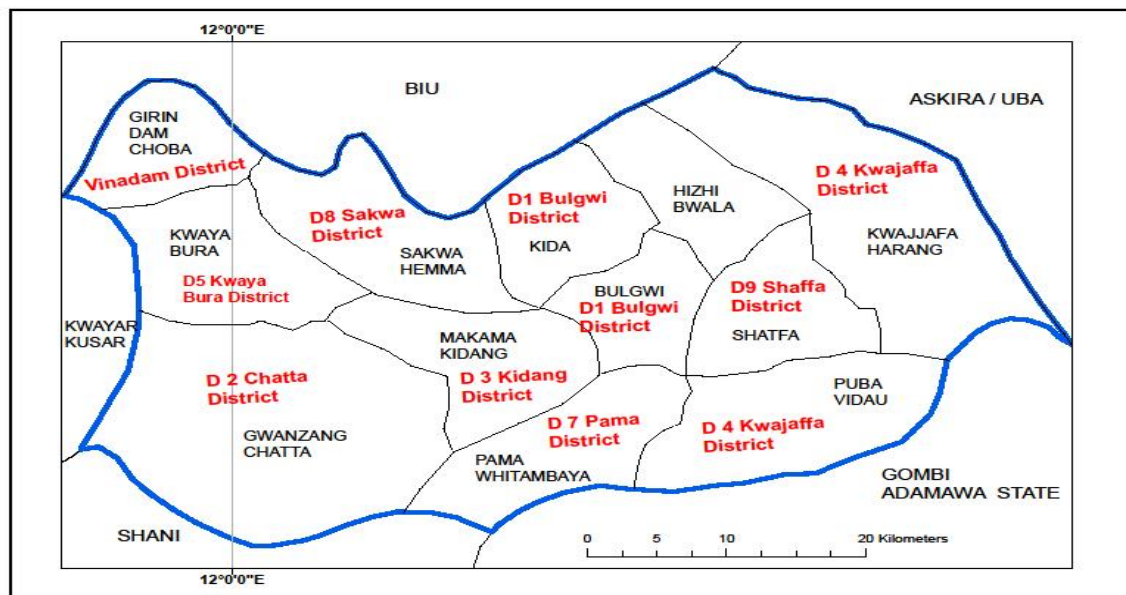 12°0'0"E
BIU
ASKIRA / UBA
GIRIN
DAM
CHOBA
Vinadam District
D 4 Kwajaffa
District
D1 Bulgwi
District
HIZHI
BWALA
D8 Sakwa
District
KWAYA
BURA
SAKWA
HEMMA
KIDA
KWAJJAFA
HARANG
D5 Kwaya
Bura District
BULGWI
D1 Bulgwi
District
D9 Shaffa
District
SHATFA
KWAYAR
KUSAR
MAKAMA
KIDANG
D 2 Chatta
District
D 3 Kidang
District
PUBA
VIDAU
GWANZANG
CHATTA
D 7 Pama
District
D 4 Kwajaffa
District
PAMA
WHITAMBAYA
GOMBI
ADAMAWA STATE
SHANI
0 5 10 20 Kilometers
12°0'0"E